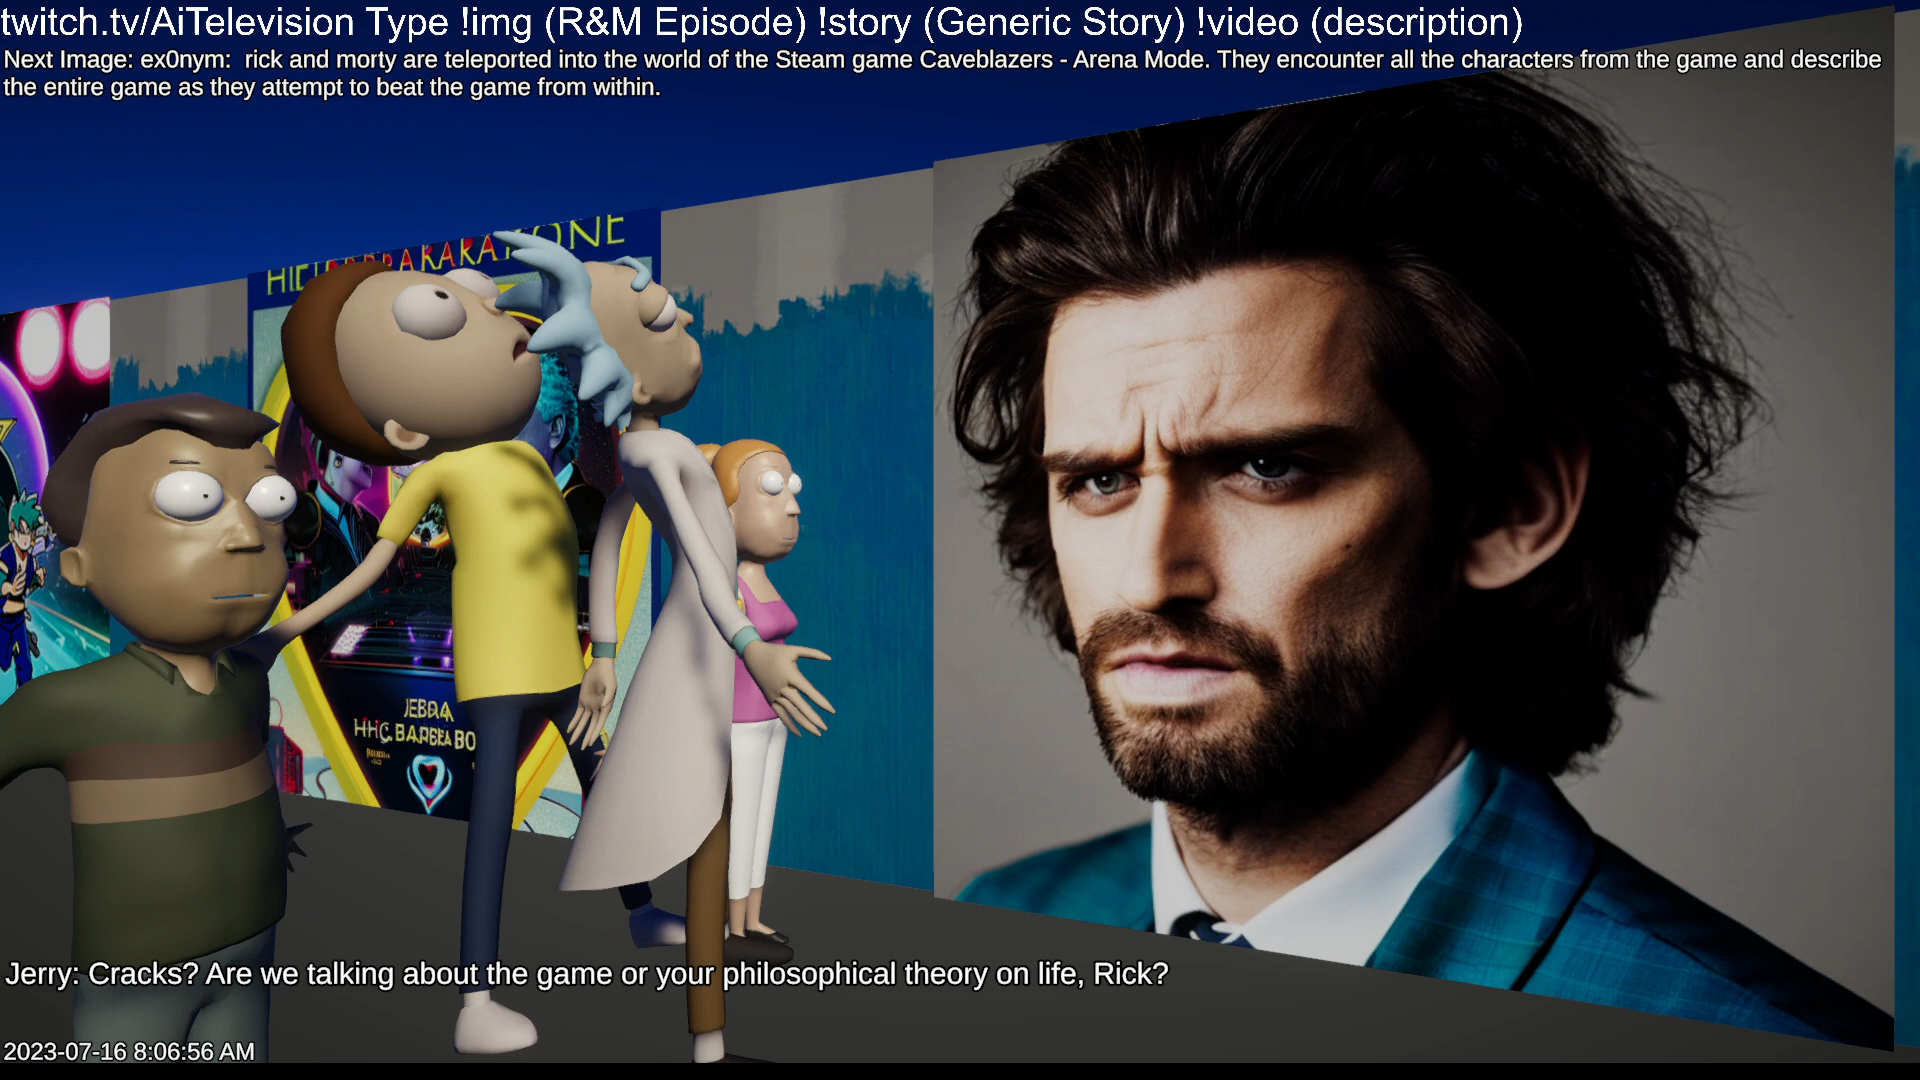 twitch.tv/AiTelevision Type !img (R&M Episode) !story (Generic Story) !video (description)
Next Image: ex0nym:  rick and morty are teleported into the world of the Steam game Caveblazers - Arena Mode. They encounter all the characters from the game and describe
the entire game as they attempt to beat the game from within.
JEBRA
HHC BARBEABO
Jerry: Cracks? Are we talking about the game or your philosophical theory on life, Rick?
2023-07-16 8:06:56 AM